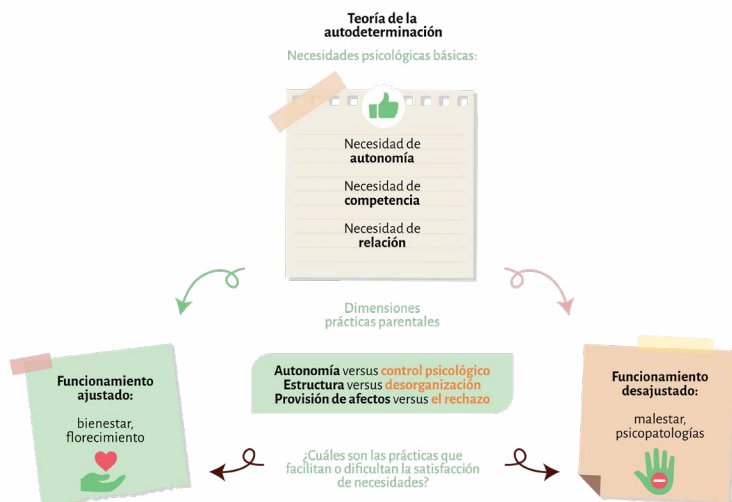 Teoría de la
autodeterminación
Necesidades psicológicas básicas:
Necesidad de
autonomía
Necesidad de
competencia
Necesidad de
relación
Dimensiones
prácticas parentales
Funcionamiento
ajustado:
bienestar,
florecimiento
Autonomía versus control psicológico
Estructura versus desorganización
Provisión de afectos versus el rechazo
Funcionamiento
desajustado:
malestar,
psicopatologías
¿Cuáles son las prácticas que
facilitan o dificultan la satisfacción
de necesidades?